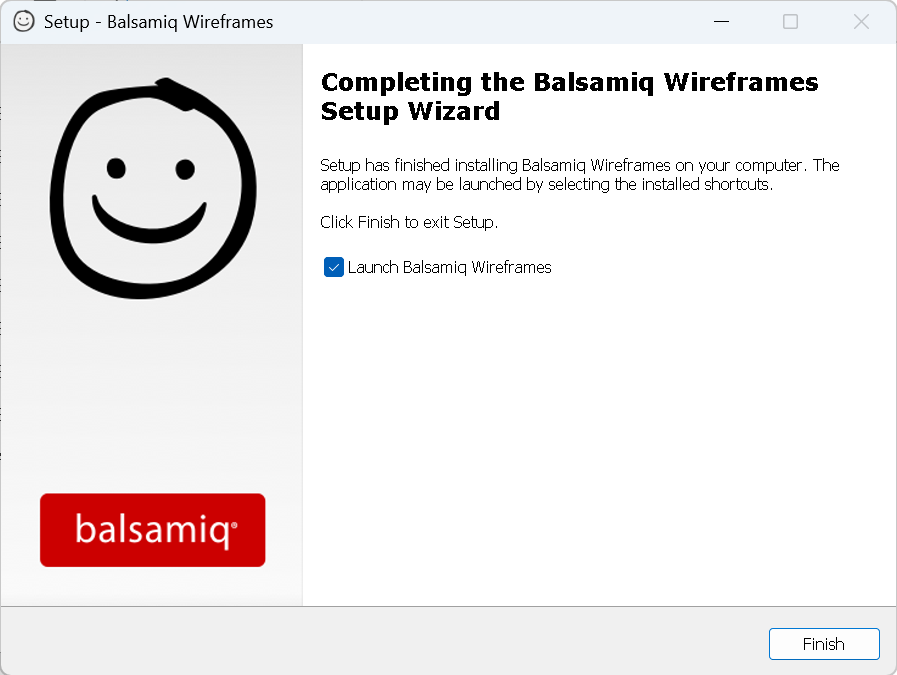 Setup - Balsamiq Wireframes
Completing the Balsamiq Wireframes
Setup Wizard
Setup has finished installing Balsamiq Wireframes on your computer. The
application may be launched by selecting the installed shortcuts.
Click Finish to exit Setup.
Launch Balsamiq Wireframes
balsamiq®
Finish